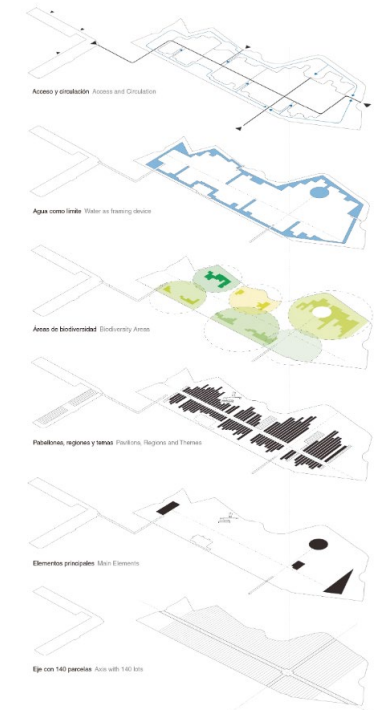 Acceso y circulación Access and Circulation
Agua como límite Water as framing device
Áreas de biodiversidad Biodiversity Areas
Pabellones, regiones y temas Pavilions, Regions and Themes
Elementos principales Main Elements
Eje con 140 parcelas Axis with 140 lots